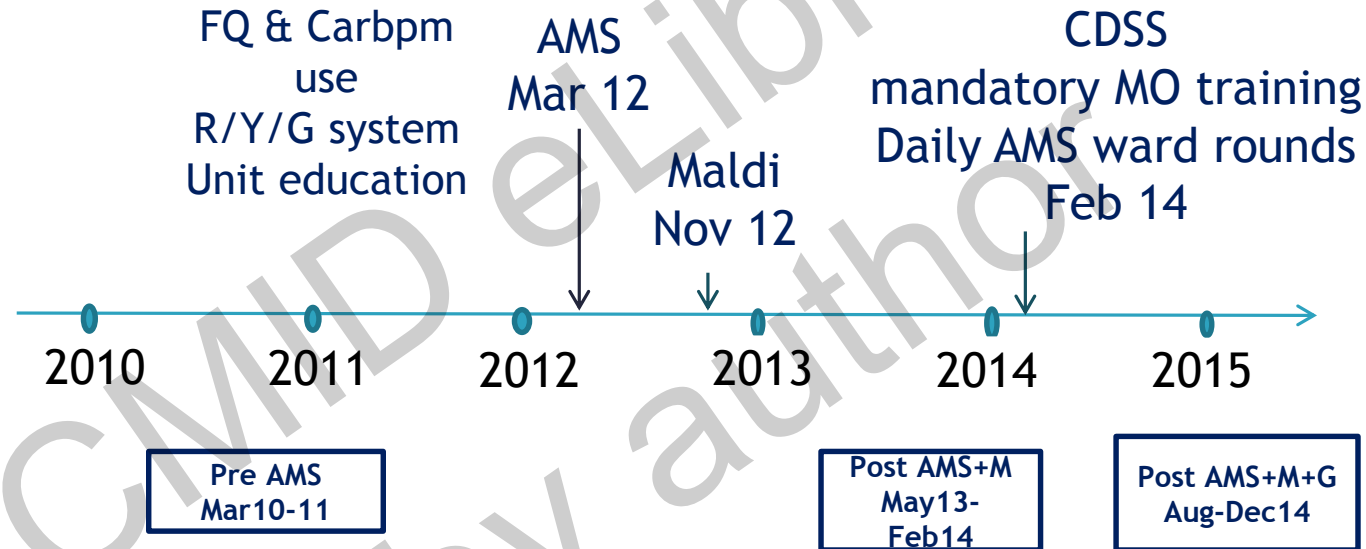 FQ & Carbpm
use
R/Y/G system
Unit education
AMS
Mar 12
Maldi
Nov 12
CDSS
mandatory MO training
Daily AMS ward rounds
Feb 14
2010
2011
2012
2013
2014
2015
Pre AMS
Mar10-11
Post AMS+M
May13-
Feb14
Post AMS+M+G
Aug-Dec14
CMID eLibr
by author